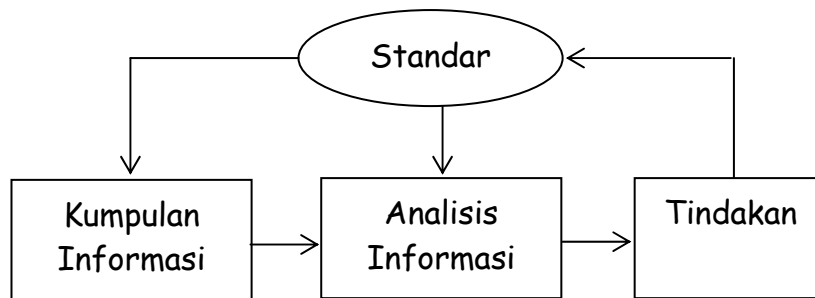 Standar
Kumpulan
Informasi
Analisis
Informasi
Tindakan